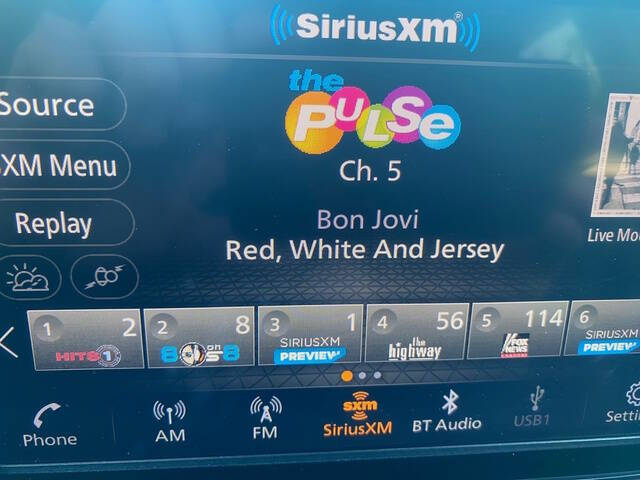 SiriusXM®
Source
the
PULSE
XM Menu
Ch. 5
Replay
Bon Jovi
Red, White And Jersey
Live Mo
1 2
HITS 1
2 8
80s on 8
3 1
SIRIUSXM
PREVIEW
4 56
the
highway
5 114
FOX
NEWS
6
SIRIUSXM
PREVIEW
Phone
AM
FM
sxm
SiriusXM
BT Audio
USB1
Settin